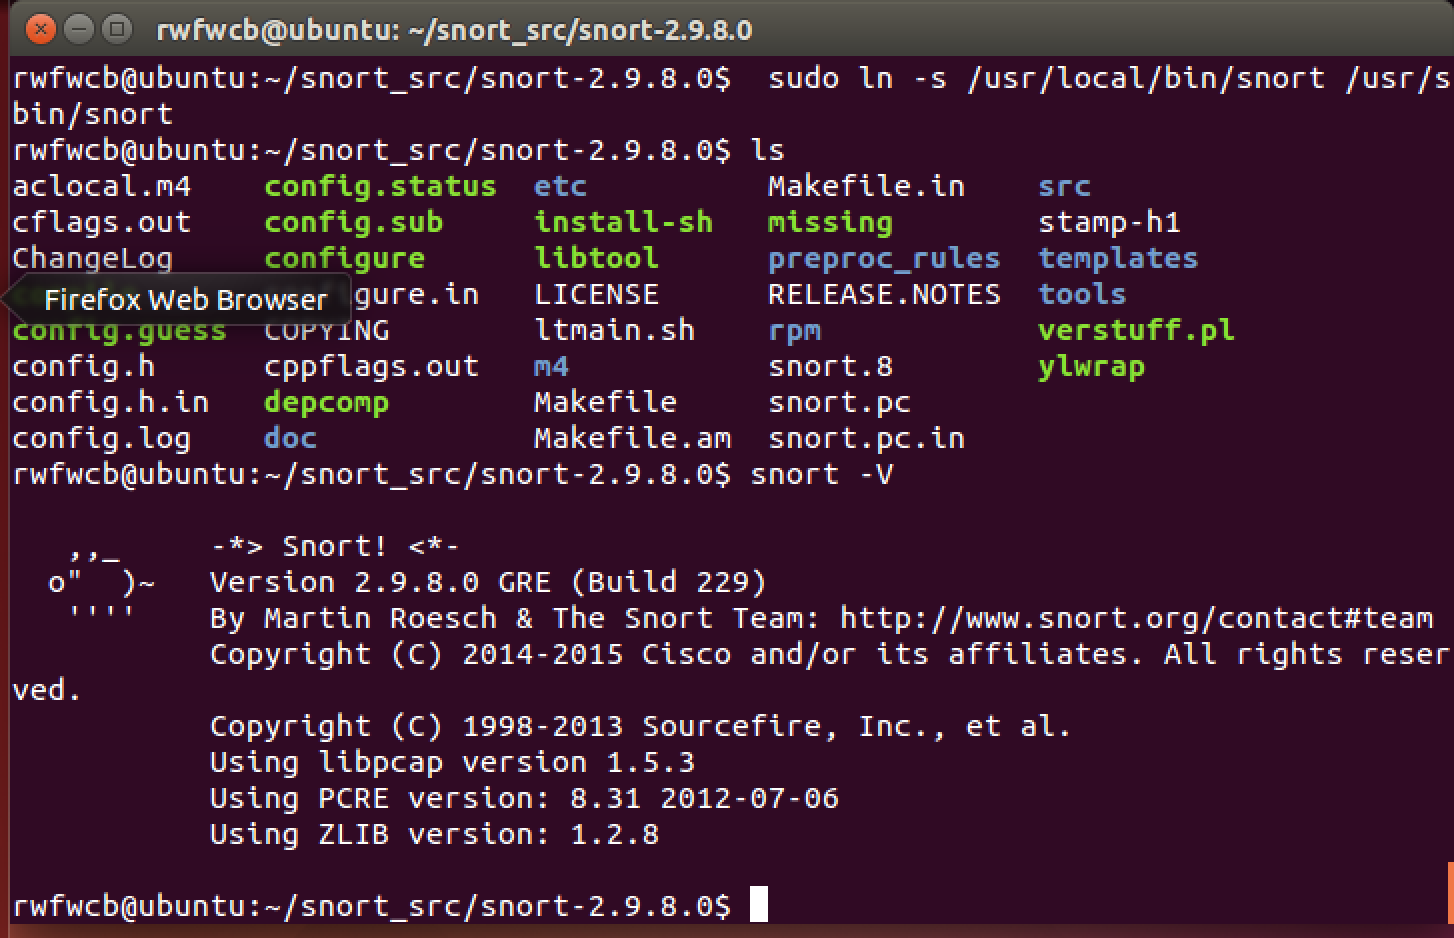 rwfwcb@ubuntu: ~/snort_src/snort-2.9.8.0
rwfwcb@ubuntu:~/snort_src/snort-2.9.8.0$  sudo ln -s /usr/local/bin/snort /usr/s
bin/snort
rwfwcb@ubuntu:~/snort_src/snort-2.9.8.0$ ls
aclocal.m4    config.status  etc          Makefile.in    src
cflags.out    config.sub     install-sh   missing        stamp-h1
ChangeLog     configure      libtool      preproc_rules  templates
Firefox Web Browser gure.in      LICENSE      RELEASE.NOTES  tools
config.guess  COPYING        ltmain.sh    rpm            verstuff.pl
config.h      cppflags.out   m4           snort.8        ylwrap
config.h.in   depcomp        Makefile     snort.pc
config.log    doc            Makefile.am  snort.pc.in
rwfwcb@ubuntu:~/snort_src/snort-2.9.8.0$ snort -V
   ,,_     -*> Snort! <*-
  o"  )~   Version 2.9.8.0 GRE (Build 229)
   ''''    By Martin Roesch & The Snort Team: http://www.snort.org/contact#team
           Copyright (C) 2014-2015 Cisco and/or its affiliates. All rights reser
ved.
           Copyright (C) 1998-2013 Sourcefire, Inc., et al.
           Using libpcap version 1.5.3
           Using PCRE version: 8.31 2012-07-06
           Using ZLIB version: 1.2.8
rwfwcb@ubuntu:~/snort_src/snort-2.9.8.0$